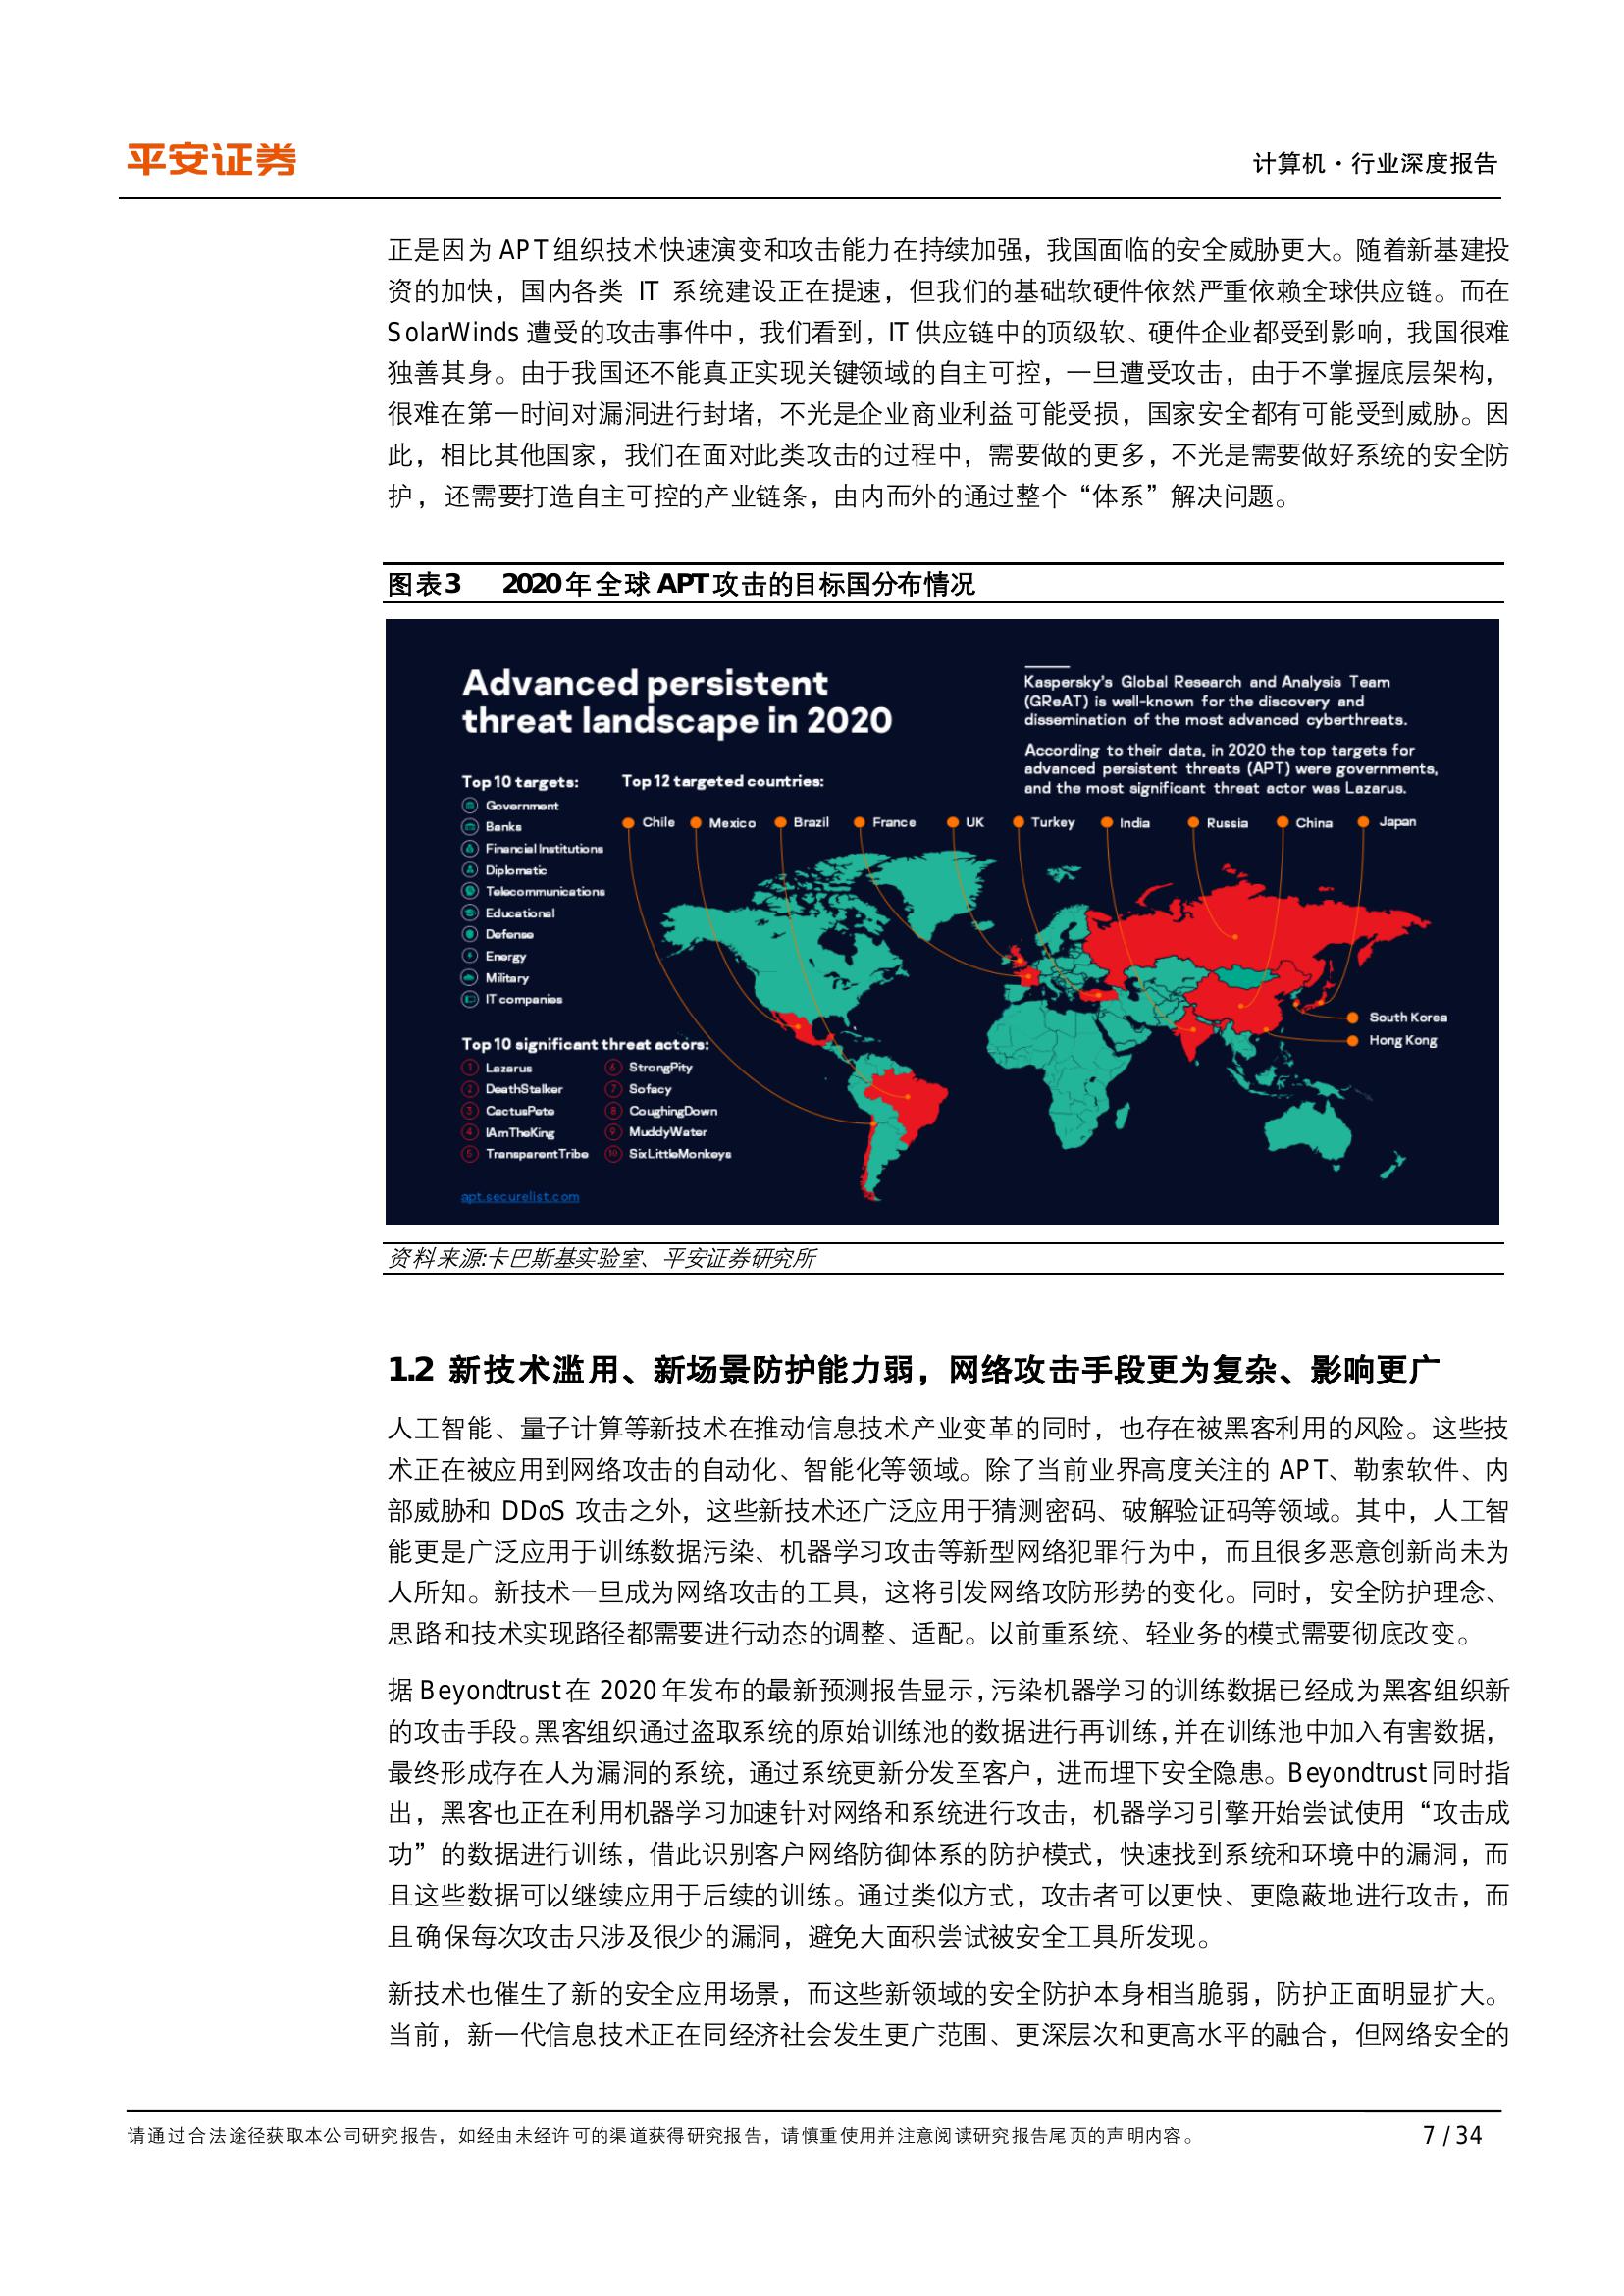 平安证券
计算机·行业深度报告
正是因为 APT 组织技术快速演变和攻击能力在持续加强，我国面临的安全威胁更大。随着新基建投
资的加快，国内各类 IT 系统建设正在提速，但我们的基础软硬件依然严重依赖全球供应链。而在
SolarWinds 遭受的攻击事件中，我们看到，IT 供应链中的顶级软、硬件企业都受到影响，我国很难
独善其身。由于我国还不能真正实现关键领域的自主可控，一旦遭受攻击，由于不掌握底层架构，
很难在第一时间对漏洞进行封堵，不光是企业商业利益可能受损，国家安全都有可能受到威胁。因
此，相比其他国家，我们在面对此类攻击的过程中，需要做的更多，不光是需要做好系统的安全防
护，还需要打造自主可控的产业链条，由内而外的通过整个“体系”解决问题。
图表3 2020 年全球 APT 攻击的目标国分布情况
Advanced persistent
threat landscape in 2020
Kaspersky's Global Research and Analysis Team
(GReAT) is well-known for the discovery and
dissemination of the most advanced cyberthreats.
According to their data, in 2020 the top targets for
advanced persistent threats (APT) were governments,
and the most significant threat actor was Lazarus.
Top 10 targets:
Government
Banks
Financial Institutions
Diplomatic
Telecommunications
Educational
Defense
Energy
Military
IT companies
Top 12 targeted countries:
Chile Mexico Brazil France UK Turkey India Russia China Japan
South Korea
Hong Kong
Top 10 significant threat actors:
1 Lazarus
2 DeathStalker
3 CactusPete
4 IAmTheKing
5 TransparentTribe
6 StrongPity
7 Sofacy
8 CoughingDown
9 MuddyWater
10 SixLittleMonkeys
apt.securelist.com
资料来源:卡巴斯基实验室、平安证券研究所
1.2 新技术滥用、新场景防护能力弱，网络攻击手段更为复杂、影响更广
人工智能、量子计算等新技术在推动信息技术产业变革的同时，也存在被黑客利用的风险。这些技
术正在被应用到网络攻击的自动化、智能化等领域。除了当前业界高度关注的 APT、勒索软件、内
部威胁和 DDoS 攻击之外，这些新技术还广泛应用于猜测密码、破解验证码等领域。其中，人工智
能更是广泛应用于训练数据污染、机器学习攻击等新型网络犯罪行为中，而且很多恶意创新尚未为
人所知。新技术一旦成为网络攻击的工具，这将引发网络攻防形势的变化。同时，安全防护理念、
思路和技术实现路径都需要进行动态的调整、适配。以前重系统、轻业务的模式需要彻底改变。
据 Beyondtrust 在 2020 年发布的最新预测报告显示，污染机器学习的训练数据已经成为黑客组织新
的攻击手段。黑客组织通过盗取系统的原始训练池的数据进行再训练，并在训练池中加入有害数据，
最终形成存在人为漏洞的系统，通过系统更新分发至客户，进而埋下安全隐患。Beyondtrust 同时指
出，黑客也正在利用机器学习加速针对网络和系统进行攻击，机器学习引擎开始尝试使用“攻击成
功”的数据进行训练，借此识别客户网络防御体系的防护模式，快速找到系统和环境中的漏洞，而
且这些数据可以继续应用于后续的训练。通过类似方式，攻击者可以更快、更隐蔽地进行攻击，而
且确保每次攻击只涉及很少的漏洞，避免大面积尝试被安全工具所发现。
新技术也催生了新的安全应用场景，而这些新领域的安全防护本身相当脆弱，防护正面明显扩大。
当前，新一代信息技术正在同经济社会发生更广范围、更深层次和更高水平的融合，但网络安全的
请通过合法途径获取本公司研究报告，如经由未经许可的渠道获得研究报告，请慎重使用并注意阅读研究报告尾页的声明内容。
7 / 34